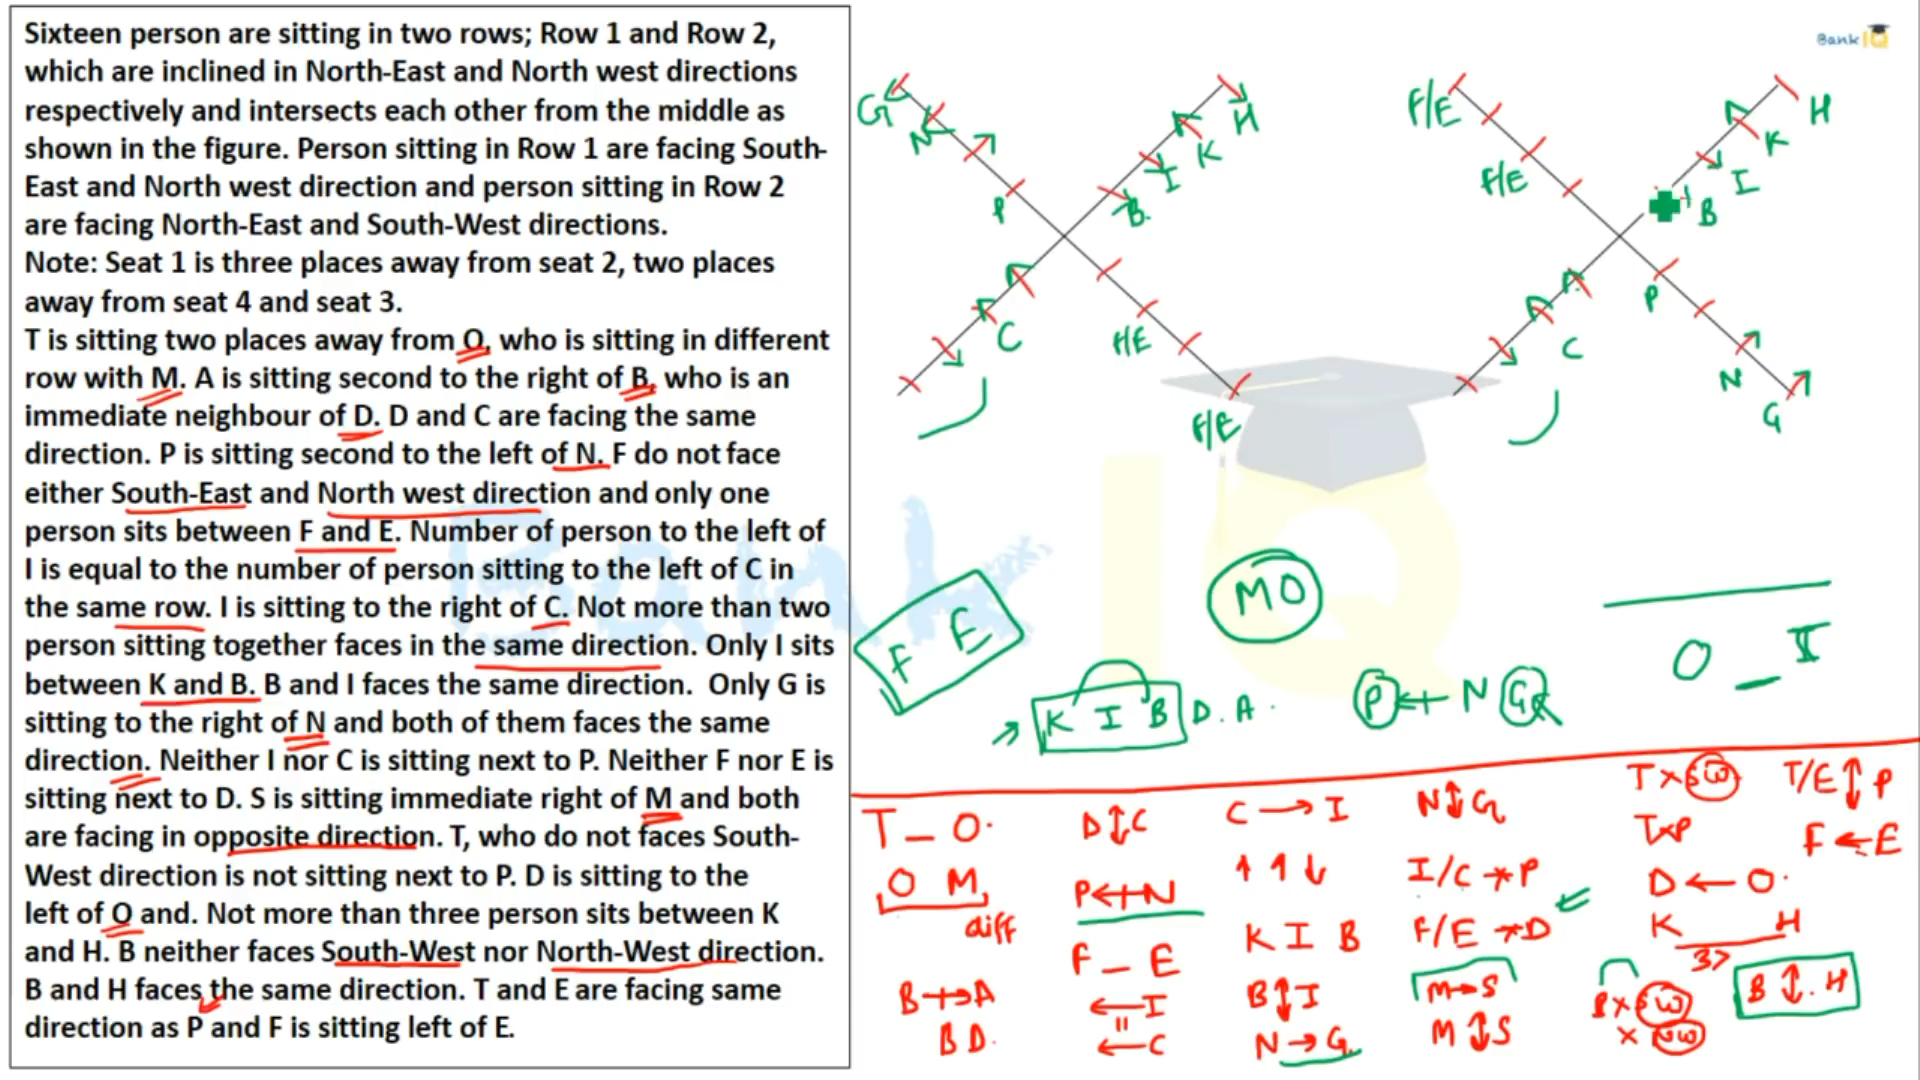 Sixteen person are sitting in two rows; Row 1 and Row 2,
which are inclined in North-East and North west directions
respectively and intersects each other from the middle as
shown in the figure. Person sitting in Row 1 are facing South-
East and North west direction and person sitting in Row 2
are facing North-East and South-West directions.
Note: Seat 1 is three places away from seat 2, two places
away from seat 4 and seat 3.
T is sitting two places away from O, who is sitting in different
row with M. A is sitting second to the right of B, who is an
immediate neighbour of D. D and C are facing the same
direction. P is sitting second to the left of N. F do not face
either South-East and North west direction and only one
person sits between F and E. Number of person to the left of
I is equal to the number of person sitting to the left of C in
the same row. I is sitting to the right of C. Not more than two
person sitting together faces in the same direction. Only I sits
between K and B. B and I faces the same direction. Only G is
sitting to the right of N and both of them faces the same
direction. Neither I nor C is sitting next to P. Neither F nor E is
sitting next to D. S is sitting immediate right of M and both
are facing in opposite direction. T, who do not faces South-
West direction is not sitting next to P. D is sitting to the
left of O and. Not more than three person sits between K
and H. B neither faces South-West nor North-West direction.
B and H faces the same direction. T and E are facing same
direction as P and F is sitting left of E.
Bank IQ
G N P H K I B C F/E
F/E F/E H K I B C P N G
Bank IQ
F E
M O
K I B D . A .
P N G
O _ I
T _ O .
O M
diff
B A
B D .
D C
P N
F _ E
I
=
C
C I
K I B
B I
N G
N G
I/C P
F/E D
M S
M S
T x SW
T x P
D O .
K H
3>
B x SW
x NW
T/E P
F E
B . H